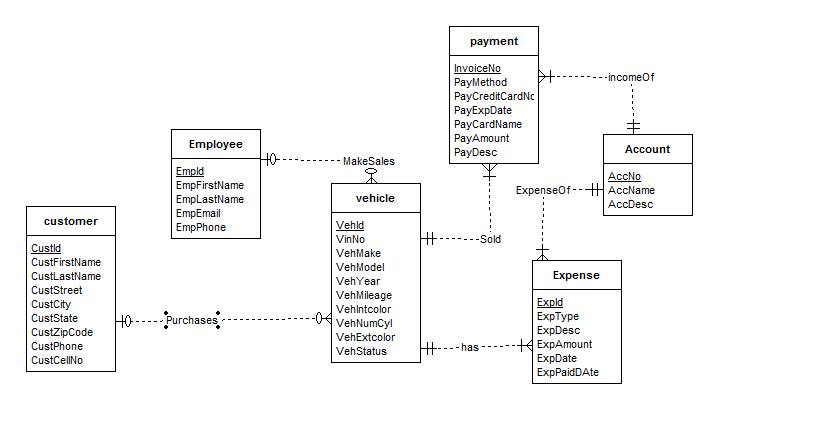 payment
InvoiceNo
PayMethod
PayCreditCardNo
PayExpDate
PayCardName
PayAmount
PayDesc
incomeOf
Account
AccNo
AccName
AccDesc
Employee
EmpId
EmpFirstName
EmpLastName
EmpEmail
EmpPhone
MakeSales
ExpenseOf
vehicle
VehId
VinNo
VehMake
VehModel
VehYear
VehMileage
VehIntcolor
VehNumCyl
VehExtcolor
VehStatus
Sold
customer
CustId
CustFirstName
CustLastName
CustStreet
CustCity
CustState
CustZipCode
CustPhone
CustCellNo
Purchases
has
Expense
ExpId
ExpType
ExpDesc
ExpAmount
ExpDate
ExpPaidDAte